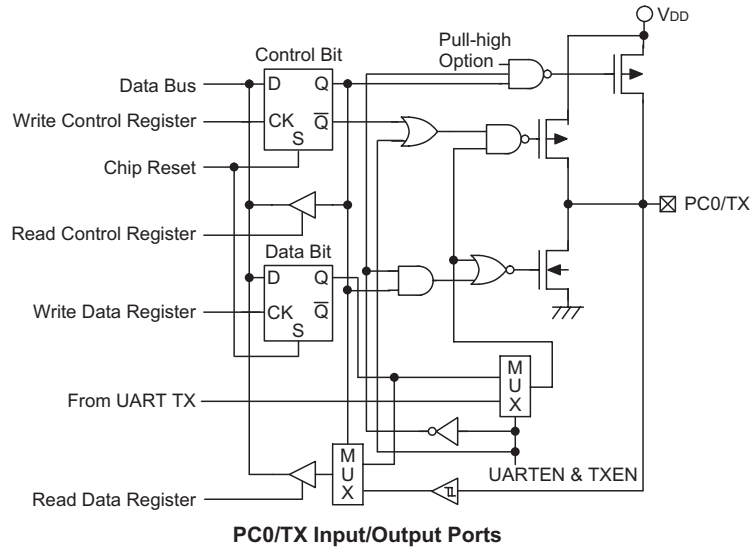 VDD
Control Bit
Pull-high
Option
Data Bus
D
Q
Write Control Register
CK
Q̅
S
Chip Reset
PC0/TX
Read Control Register
Data Bit
D
Q
Write Data Register
CK
Q̅
S
M
U
X
From UART TX
M
U
X
UARTEN & TXEN
Read Data Register
PC0/TX Input/Output Ports